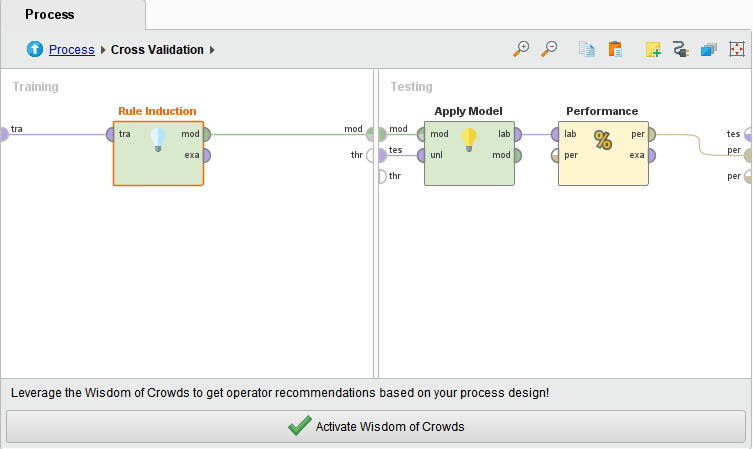 Process
Process Cross Validation
Training
Testing
Rule Induction
Apply Model
Performance
tra
tra
mod
mod
mod
mod
lab
lab
per
tes
exa
thr
tes
unl
mod
per
exa
per
thr
per
Leverage the Wisdom of Crowds to get operator recommendations based on your process design!
Activate Wisdom of Crowds